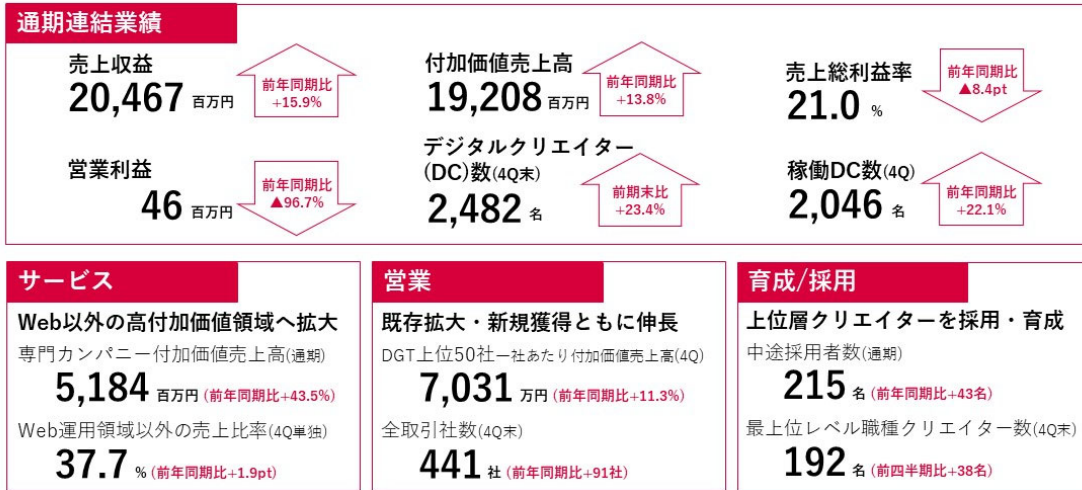 通期連結業績
売上収益
20,467 百万円
前年同期比
+15.9%
付加価値売上高
19,208 百万円
前年同期比
+13.8%
売上総利益率
21.0 %
前年同期比
▲8.4pt
営業利益
46 百万円
前年同期比
▲96.7%
デジタルクリエイター
(DC)数(4Q末)
2,482 名
前期末比
+23.4%
稼働DC数(4Q)
2,046 名
前年同期比
+22.1%
サービス
Web以外の高付加価値領域へ拡大
専門カンパニー付加価値売上高(通期)
5,184 百万円 (前年同期比+43.5%)
Web運用領域以外の売上比率(4Q単独)
37.7 % (前年同期比+1.9pt)
営業
既存拡大・新規獲得ともに伸長
DGT上位50社一社あたり付加価値売上高(4Q)
7,031 万円 (前年同期比+11.3%)
全取引社数(4Q末)
441 社 (前年同期比+91社)
育成/採用
上位層クリエイターを採用・育成
中途採用者数(通期)
215 名 (前年同期比+43名)
最上位レベル職種クリエイター数(4Q末)
192 名 (前四半期比+38名)